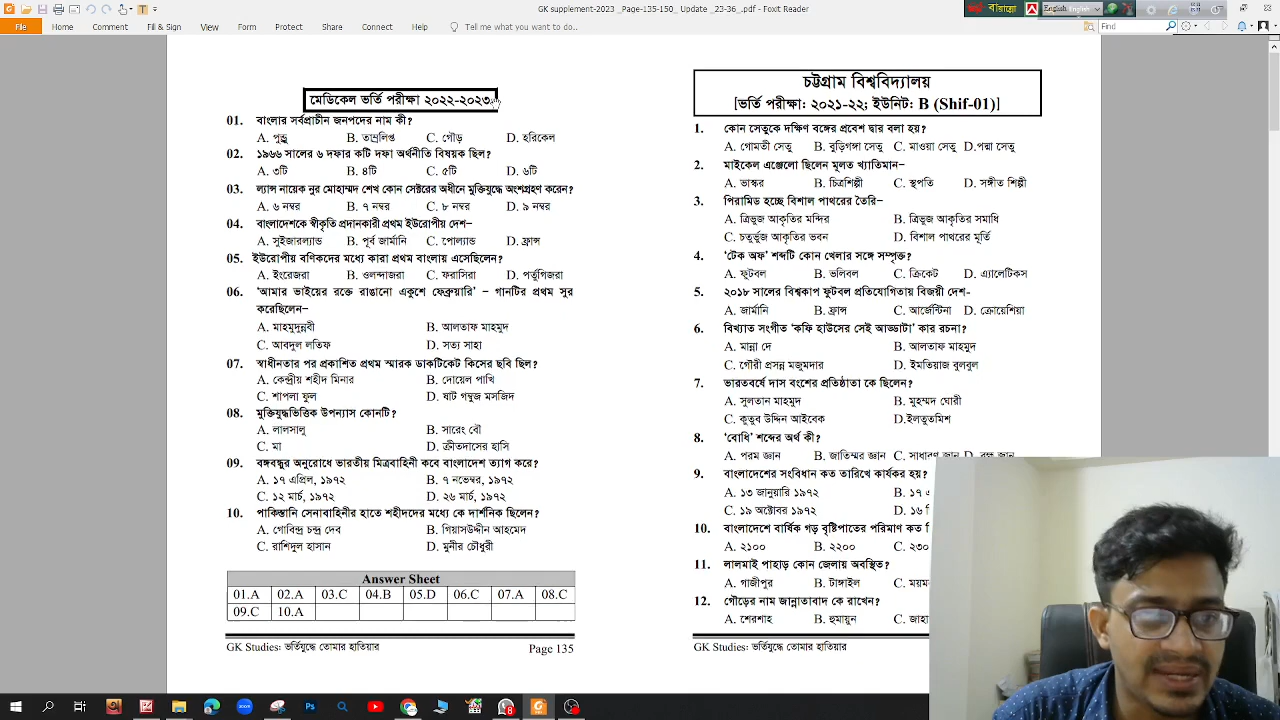 GK supplement-2023 _Page-135-150_ Update _23-36_.pdf - Foxit Reader
English English
File Home Comment Fill & Sign View Form Protect Share Connect Help Tell me what you want to do.. Find
মেডিকেল ভর্তি পরীক্ষা ২০২২-২০২৩
01. বাংলার সর্বপ্রাচীন জনপদের নাম কী?
A. পুন্ড্র B. তাম্রলিপ্ত C. গৌড় D. হরিকেল
02. ১৯৬৬ সালের ৬ দফার কটি দফা অর্থনীতি বিষয়ক ছিল?
A. ৩টি B. ৪টি C. ৫টি D. ৬টি
03. ল্যান্স নায়েক নুর মোহাম্মদ শেখ কোন সেক্টরের অধীনে মুক্তিযুদ্ধে অংশগ্রহণ করেন?
A. ৬ নম্বর B. ৭ নম্বর C. ৮ নম্বর D. ৯ নম্বর
04. বাংলাদেশকে স্বীকৃতি প্রদানকারী প্রথম ইউরোপীয় দেশ-
A. সুইজারল্যান্ড B. পূর্ব জার্মানি C. পোল্যান্ড D. ফ্রান্স
05. ইউরোপীয় বণিকদের মধ্যে কারা প্রথম বাংলায় এসেছিলেন?
A. ইংরেজরা B. ওলন্দাজরা C. ফরাসিরা D. পর্তুগিজরা
06. ‘আমার ভাইয়ের রক্তে রাঙানো একুশে ফেব্রুয়ারি’ – গানটির প্রথম সুর
করেছিলেন-
A. মাহমুদুন্নবী B. আলতাফ মাহমুদ
C. আবদুল লতিফ D. সত্য সাহা
07. স্বাধীনতার পর প্রকাশিত প্রথম স্মারক ডাকটিকেট কিসের ছবি ছিল?
A. কেন্দ্রীয় শহীদ মিনার B. দোয়েল পাখি
C. শাপলা ফুল D. ষাট গম্বুজ মসজিদ
08. মুক্তিযুদ্ধভিত্তিক উপন্যাস কোনটি?
A. লালসালু B. সারেং বৌ
C. মা D. ক্রীতদাসের হাসি
09. বঙ্গবন্ধুর অনুরোধে ভারতীয় মিত্রবাহিনী কবে বাংলাদেশ ত্যাগ করে?
A. ১৭ এপ্রিল, ১৯৭২ B. ৭ নভেম্বর, ১৯৭২
C. ১২ মার্চ, ১৯৭২ D. ২৬ মার্চ, ১৯৭২
10. পাকিস্তানি সেনাবাহিনীর হাতে শহীদদের মধ্যে কে দার্শনিক ছিলেন?
A. গোবিন্দ্র চন্দ্র দেব B. গিয়াসউদ্দীন আহমেদ
C. রাশিদুল হাসান D. মুনীর চৌধুরী
Answer Sheet
01.A 02.A 03.C 04.B 05.D 06.C 07.A 08.C
09.C 10.A
GK Studies: ভর্তিযুদ্ধে তোমার হাতিয়ার Page 135
চট্টগ্রাম বিশ্ববিদ্যালয়
[ভর্তি পরীক্ষা: ২০২১-২২; ইউনিট: B (Shif-01)]
1. কোন সেতুকে দক্ষিণ বঙ্গের প্রবেশ দ্বার বলা হয়?
A. গোমতী সেতু B. বুড়িগঙ্গা সেতু C. মাওয়া সেতু D.পদ্মা সেতু
2. মাইকেল এঞ্জেলো ছিলেন মূলত খ্যাতিমান–
A. ভাস্কর B. চিত্রশিল্পী C. স্থপতি D. সঙ্গীত শিল্পী
3. পিরামিড হচ্ছে বিশাল পাথরের তৈরি–
A. ত্রিভুজ আকৃতির মন্দির B. ত্রিভুজ আকৃতির সমাধি
C. চতুর্ভুজ আকৃতির ভবন D. বিশাল পাথরের মূর্তি
4. ‘টেক অফ’ শব্দটি কোন খেলার সঙ্গে সম্পৃক্ত?
A. ফুটবল B. ভলিবল C. ক্রিকেট D. এ্যালেটিকস
5. ২০১৮ সালের বিশ্বকাপ ফুটবল প্রতিযোগিতায় বিজয়ী দেশ-
A. জার্মানি B. ফ্রান্স C. আর্জেন্টিনা D. ক্রোয়েশিয়া
6. বিখ্যাত সংগীত ‘কফি হাউসের সেই আড্ডাটা’ কার রচনা?
A. মান্না দে B. আলতাফ মাহমুদ
C. গৌরী প্রসন্ন মজুমদার D. ইমতিয়াজ বুলবুল
7. ভারতবর্ষে দাস বংশের প্রতিষ্ঠাতা কে ছিলেন?
A. সুলতান মাহমুদ B. মুহম্মদ ঘোরী
C. কুতুব উদ্দিন আইবেক D.ইলতুতমিশ
8. ‘বোধি’ শব্দের অর্থ কী?
A. পরম জ্ঞান B. জাতিস্মর জ্ঞান C. সাধারণ জ্ঞান D. ব্রহ্ম জ্ঞান
9. বাংলাদেশের সংবিধান কত তারিখে কার্যকর হয়?
A. ১৩ জানুয়ারি ১৯৭২ B. ১৭
C. ১৯ অক্টোবর ১৯৭২ D. ১৬
10. বাংলাদেশে বার্ষিক গড় বৃষ্টিপাতের পরিমাণ কত
A. ২১০০ B. ২২০০ C. ২৩০
11. লালমাই পাহাড় কোন জেলায় অবস্থিত?
A. গাজীপুর B. টাঙ্গাইল C. ময়ম
12. গৌড়ের নাম জান্নাতাবাদ কে রাখেন?
A. শেরশাহ B. হুমায়ুন C. জাহা
GK Studies: ভর্তিযুদ্ধে তোমার হাতিয়ার